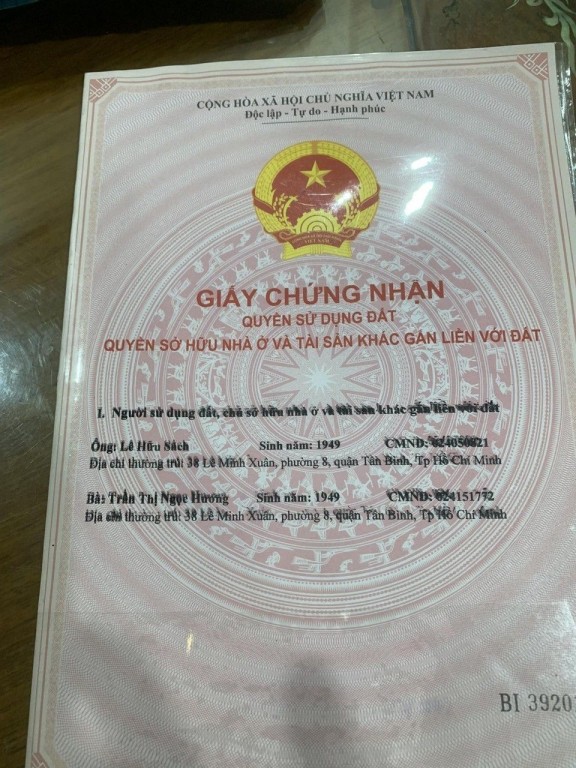 CỘNG HÒA XÃ HỘI CHỦ NGHĨA VIỆT NAM
Độc lập - Tự do - Hạnh phúc
VIỆT NAM
GIẤY CHỨNG NHẬN
QUYỀN SỬ DỤNG ĐẤT
QUYỀN SỞ HỮU NHÀ Ở VÀ TÀI SẢN KHÁC GẮN LIỀN VỚI ĐẤT
I. Người sử dụng đất, chủ sở hữu nhà ở và tài sản khác gắn liền với đất
Ông: Lê Hữu Sách Sinh năm: 1949 CMND: 024050821
Địa chỉ thường trú: 38 Lê Minh Xuân, phường 8, quận Tân Bình, Tp Hồ Chí Minh
Bà: Trần Thị Ngọc Hương Sinh năm: 1949 CMND: 024151772
Địa chỉ thường trú: 38 Lê Minh Xuân, phường 8, quận Tân Bình, Tp Hồ Chí Minh
BI 3920